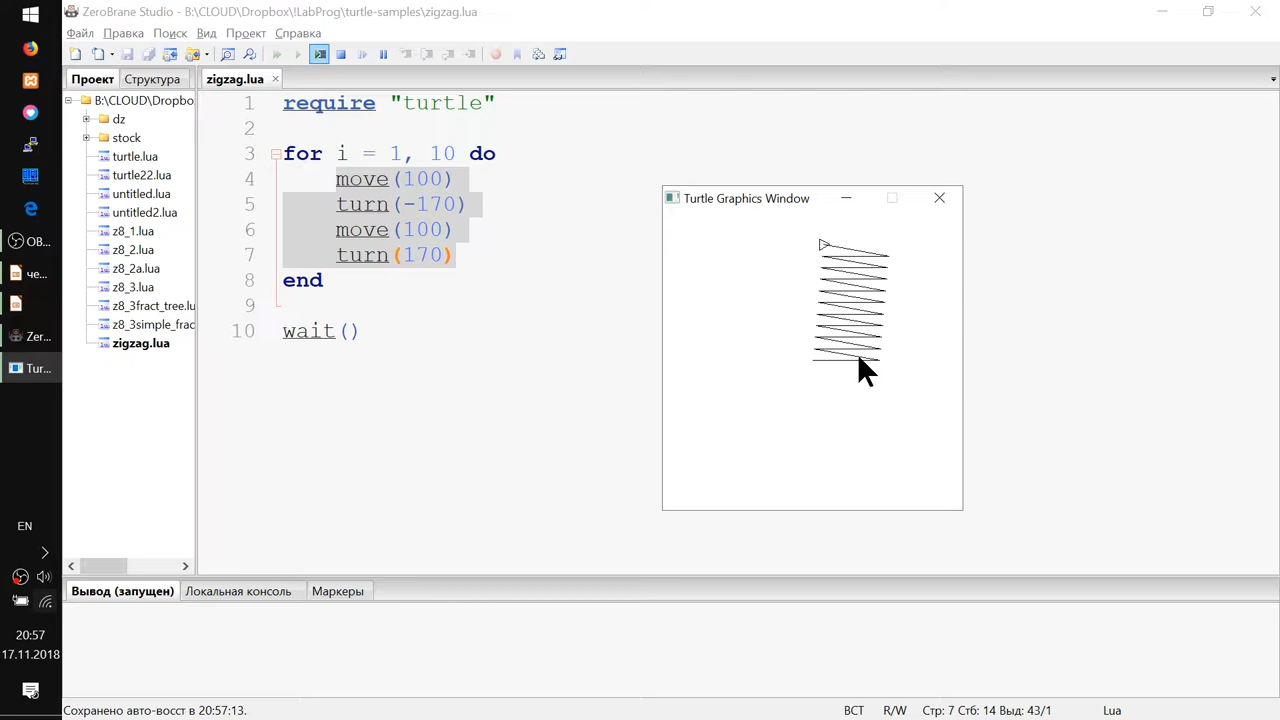 ZeroBrane Studio - B:\CLOUD\Dropbox\!LabProg\turtle-samples\zigzag.lua
Файл Правка Поиск Вид Проект Справка
Проект Структура
zigzag.lua
B:\CLOUD\Dropbo
dz
stock
turtle.lua
turtle22.lua
untitled.lua
untitled2.lua
z8_1.lua
z8_2.lua
z8_2a.lua
z8_3.lua
z8_3fract_tree.lu
z8_3simple_frac
zigzag.lua
1 require "turtle"
2
3 for i = 1, 10 do
4 move(100)
5 turn(-170)
6 move(100)
7 turn(170)
8 end
9
10 wait()
Turtle Graphics Window
OB...
че...
Zer...
Tur...
EN
20:57
17.11.2018
Вывод (запущен) Локальная консоль Маркеры
Сохранено авто-восст в 20:57:13.
ВСТ
R/W
Стр: 7 Стб: 14 Выд: 43/1
Lua